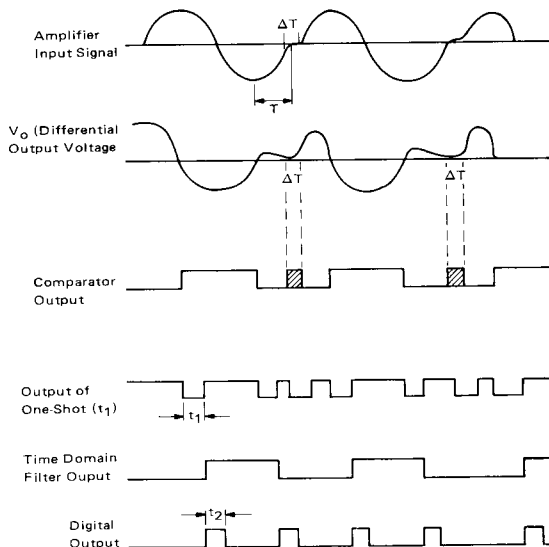 Amplifier
Input Signal
ΔT
T
V₀ (Differential
Output Voltage
ΔT
ΔT
Comparator
Output
Output of
One-Shot (t₁)
t₁
Time Domain
Filter Ouput
t₂
Digital
Output